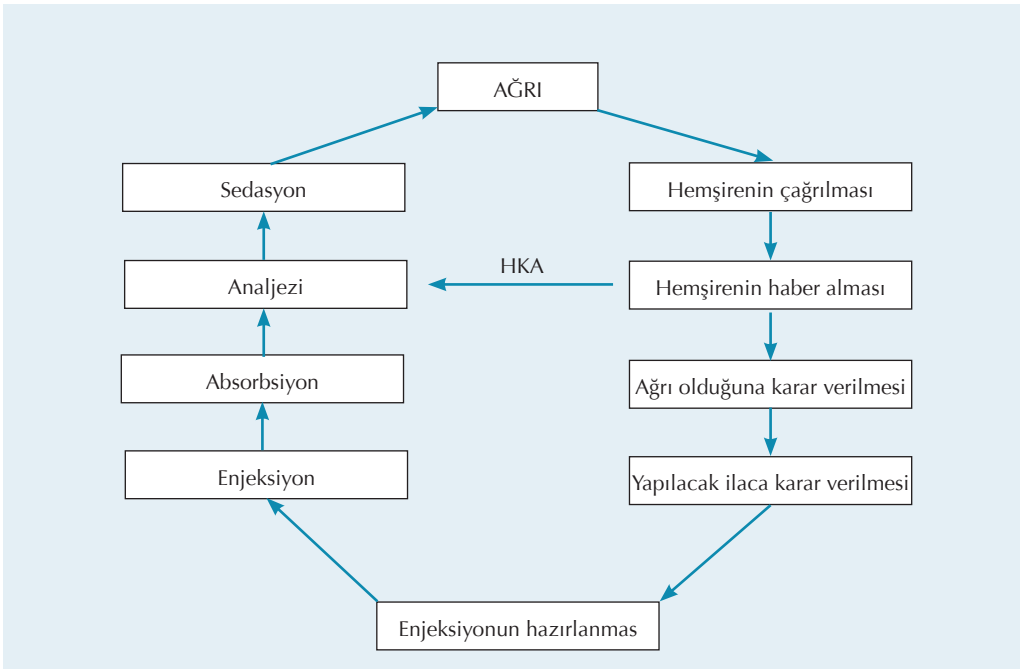 AĞRI
Sedasyon
Hemşirenin çağrılması
HKA
Analjezi
Hemşirenin haber alması
Absorbsiyon
Ağrı olduğuna karar verilmesi
Enjeksiyon
Yapılacak ilaca karar verilmesi
Enjeksiyonun hazırlanmas